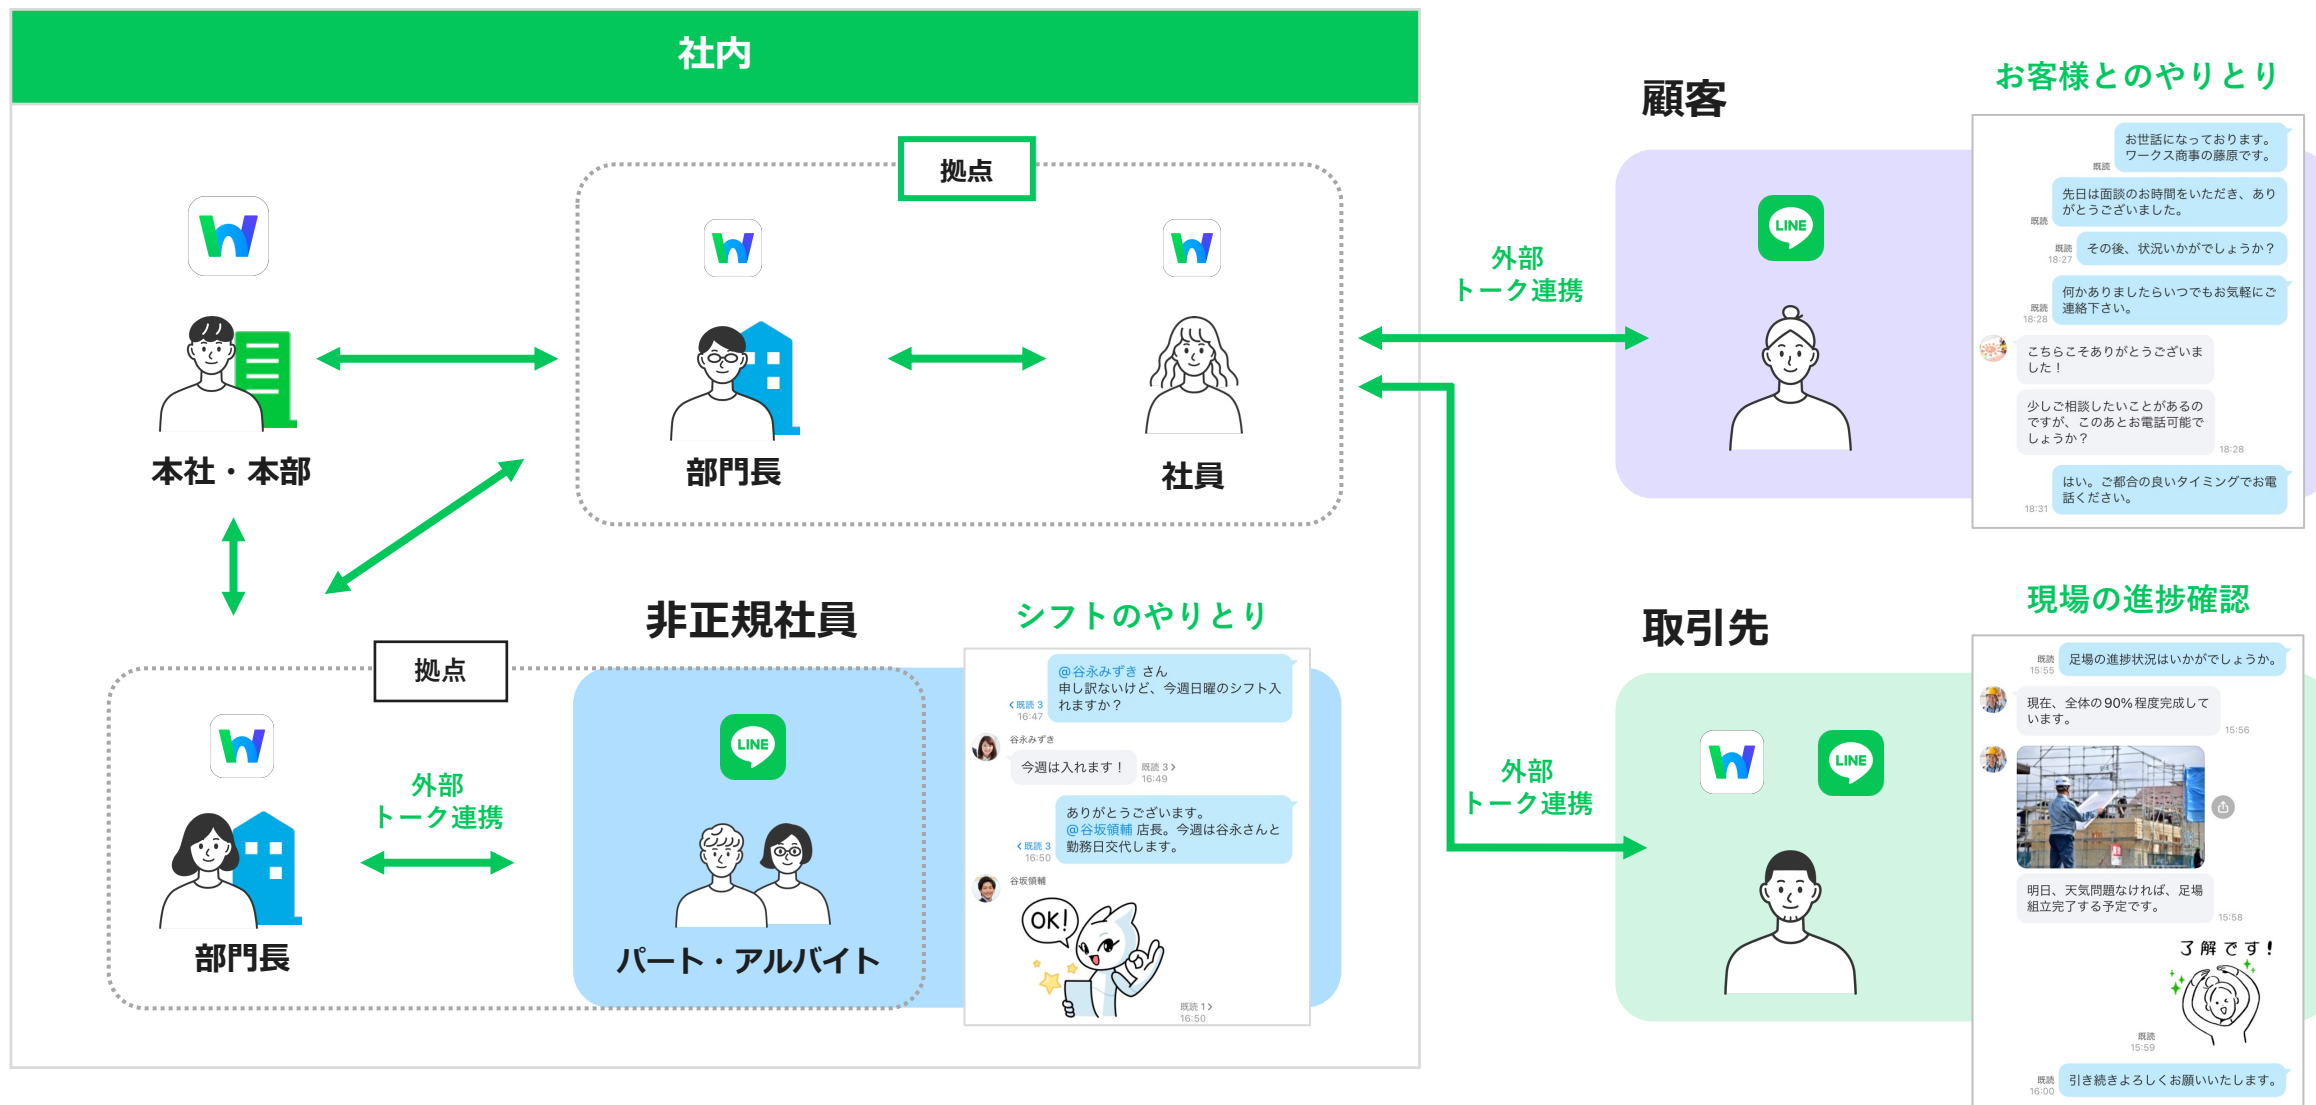 社内
拠点
本社・本部
部門長
社員
拠点
部門長
外部
トーク連携
非正規社員
LINE
パート・アルバイト
シフトのやりとり
@谷永みずき さん
申し訳ないけど、今週日曜のシフト入
れますか？
既読 3
16:47
谷永みずき
今週は入れます！
既読 3
16:49
ありがとうございます。
@谷坂領輔 店長。今週は谷永さんと
勤務日交代します。
既読 3
16:50
谷坂領輔
OK!
既読 1
16:50
外部
トーク連携
顧客
LINE
お客様とのやりとり
お世話になっております。
ワークス商事の藤原です。
既読
先日は面談のお時間をいただき、あり
がとうございました。
既読
その後、状況いかがでしょうか？
既読
18:27
何かありましたらいつでもお気軽にご
連絡下さい。
既読
18:28
こちらこそありがとうございま
した！
少しご相談したいことがあるの
ですが、このあとお電話可能で
しょうか？
18:28
はい。ご都合の良いタイミングでお電
話ください。
18:31
外部
トーク連携
取引先
LINE
現場の進捗確認
足場の進捗状況はいかがでしょうか。
既読
15:55
現在、全体の90%程度完成して
います。
15:56
明日、天気問題なければ、足場
組立完了する予定です。
15:58
了解です!
既読
15:59
引き続きよろしくお願いいたします。
既読
16:00